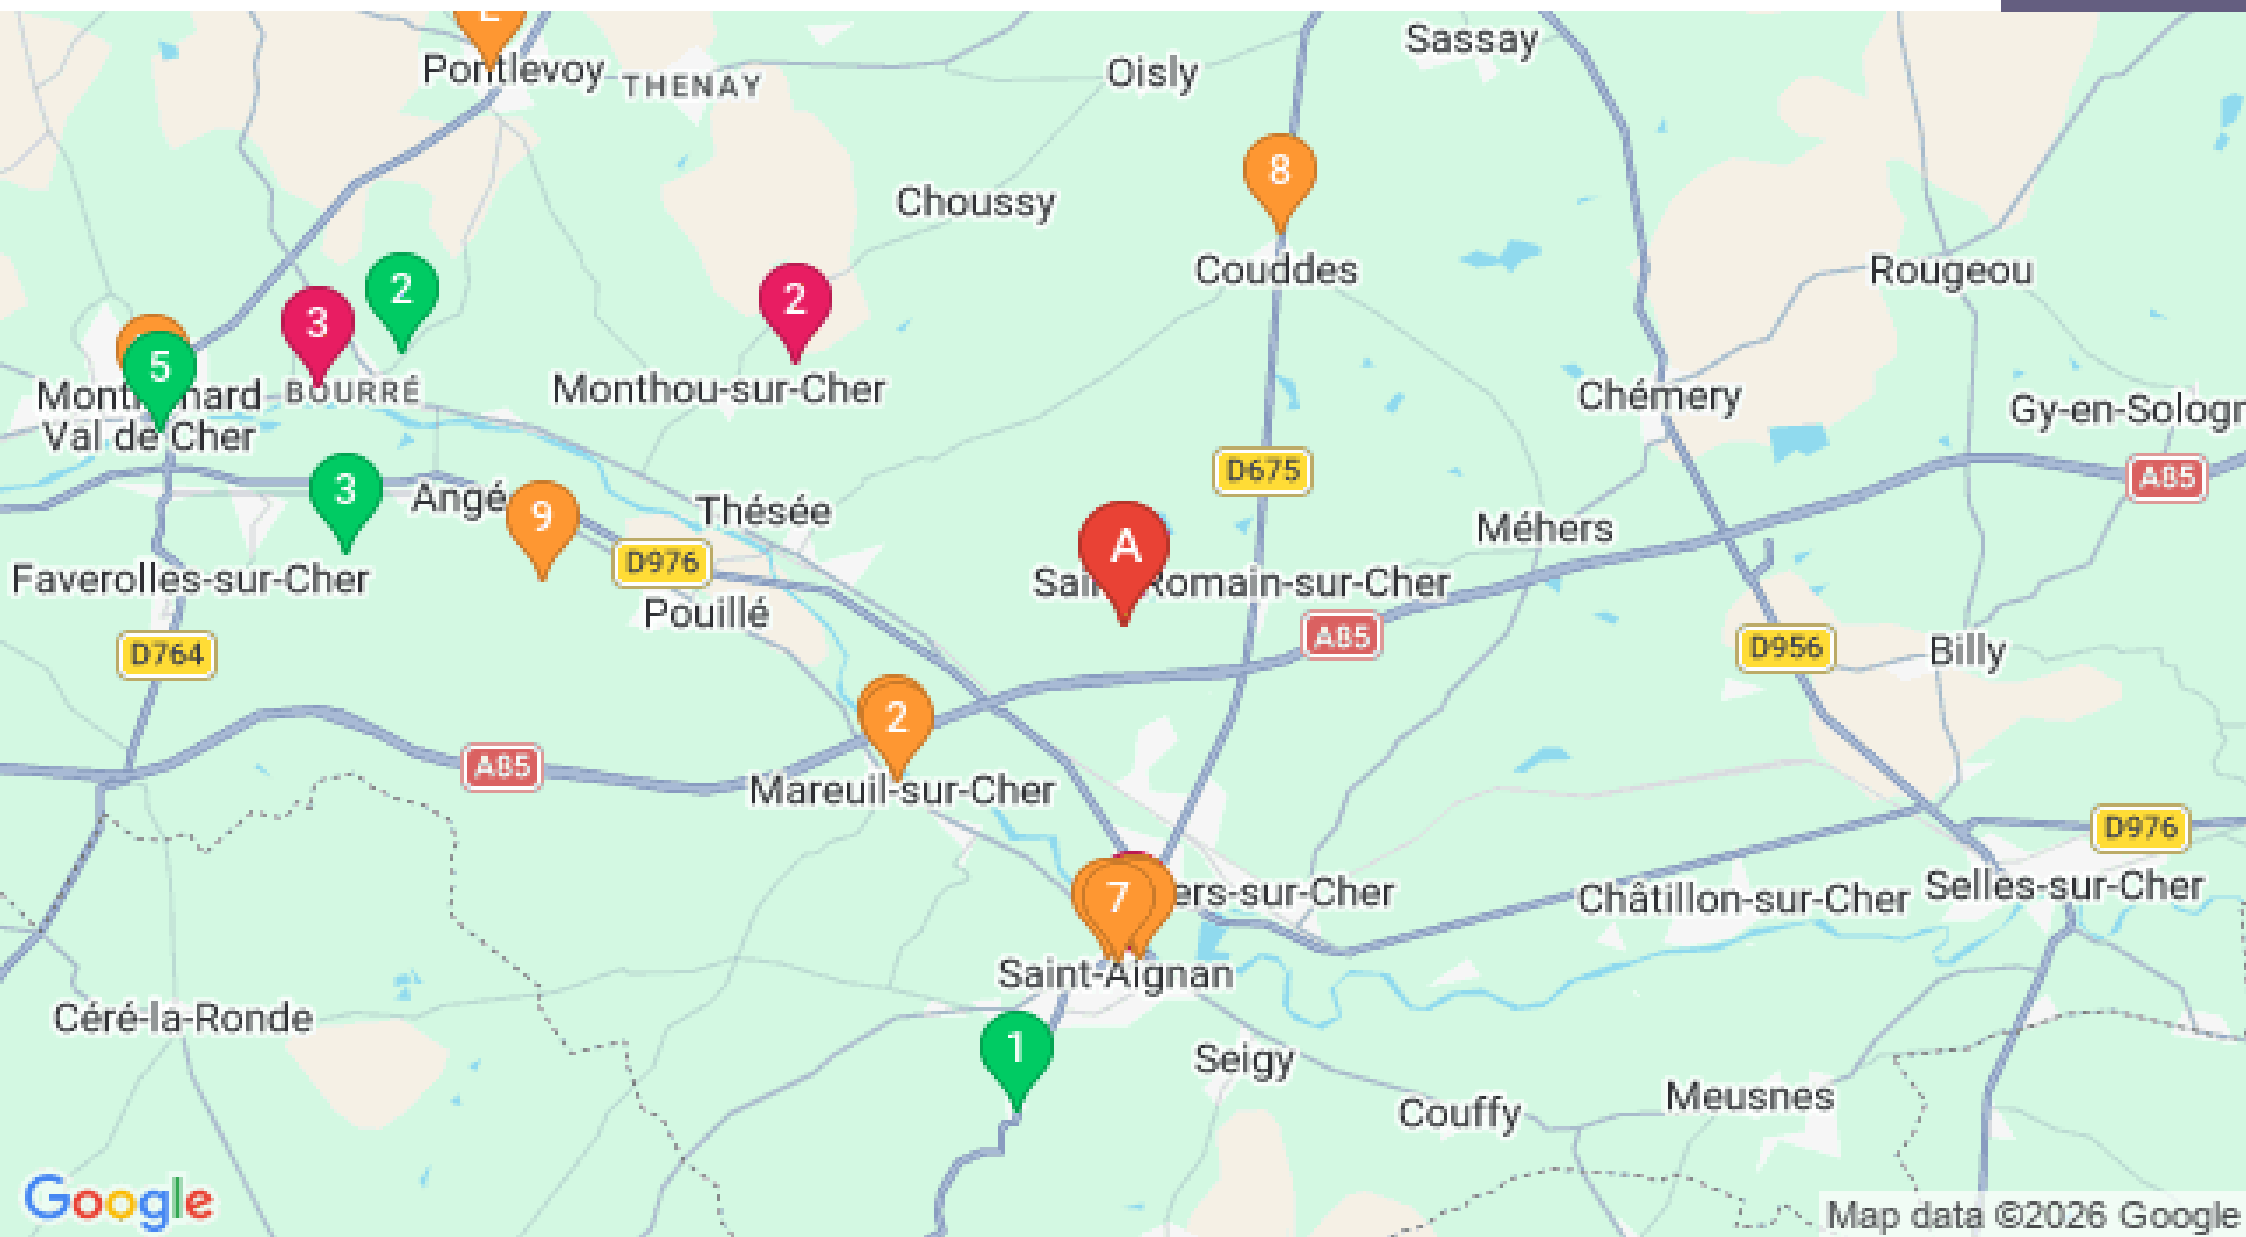 Sassay
Pontlevoy
THENAY
Oisly
8
Choussy
Couddes
Rougeou
2
2
3
5
BOURRÉ
Monthou-sur-Cher
Chémery
Gy-en-Sologn
Val de Cher
D675
A85
3
Angé
9
Thésée
A
Méhers
D976
Faverolles-sur-Cher
Saint-Romain-sur-Cher
Pouillé
A85
D764
D956
Billy
2
A85
Mareuil-sur-Cher
D976
7
ers-sur-Cher
Châtillon-sur-Cher
Selles-sur-Cher
Saint-Aignan
Céré-la-Ronde
1
Seigy
Couffy
Meusnes
Google
Map data ©2026 Google